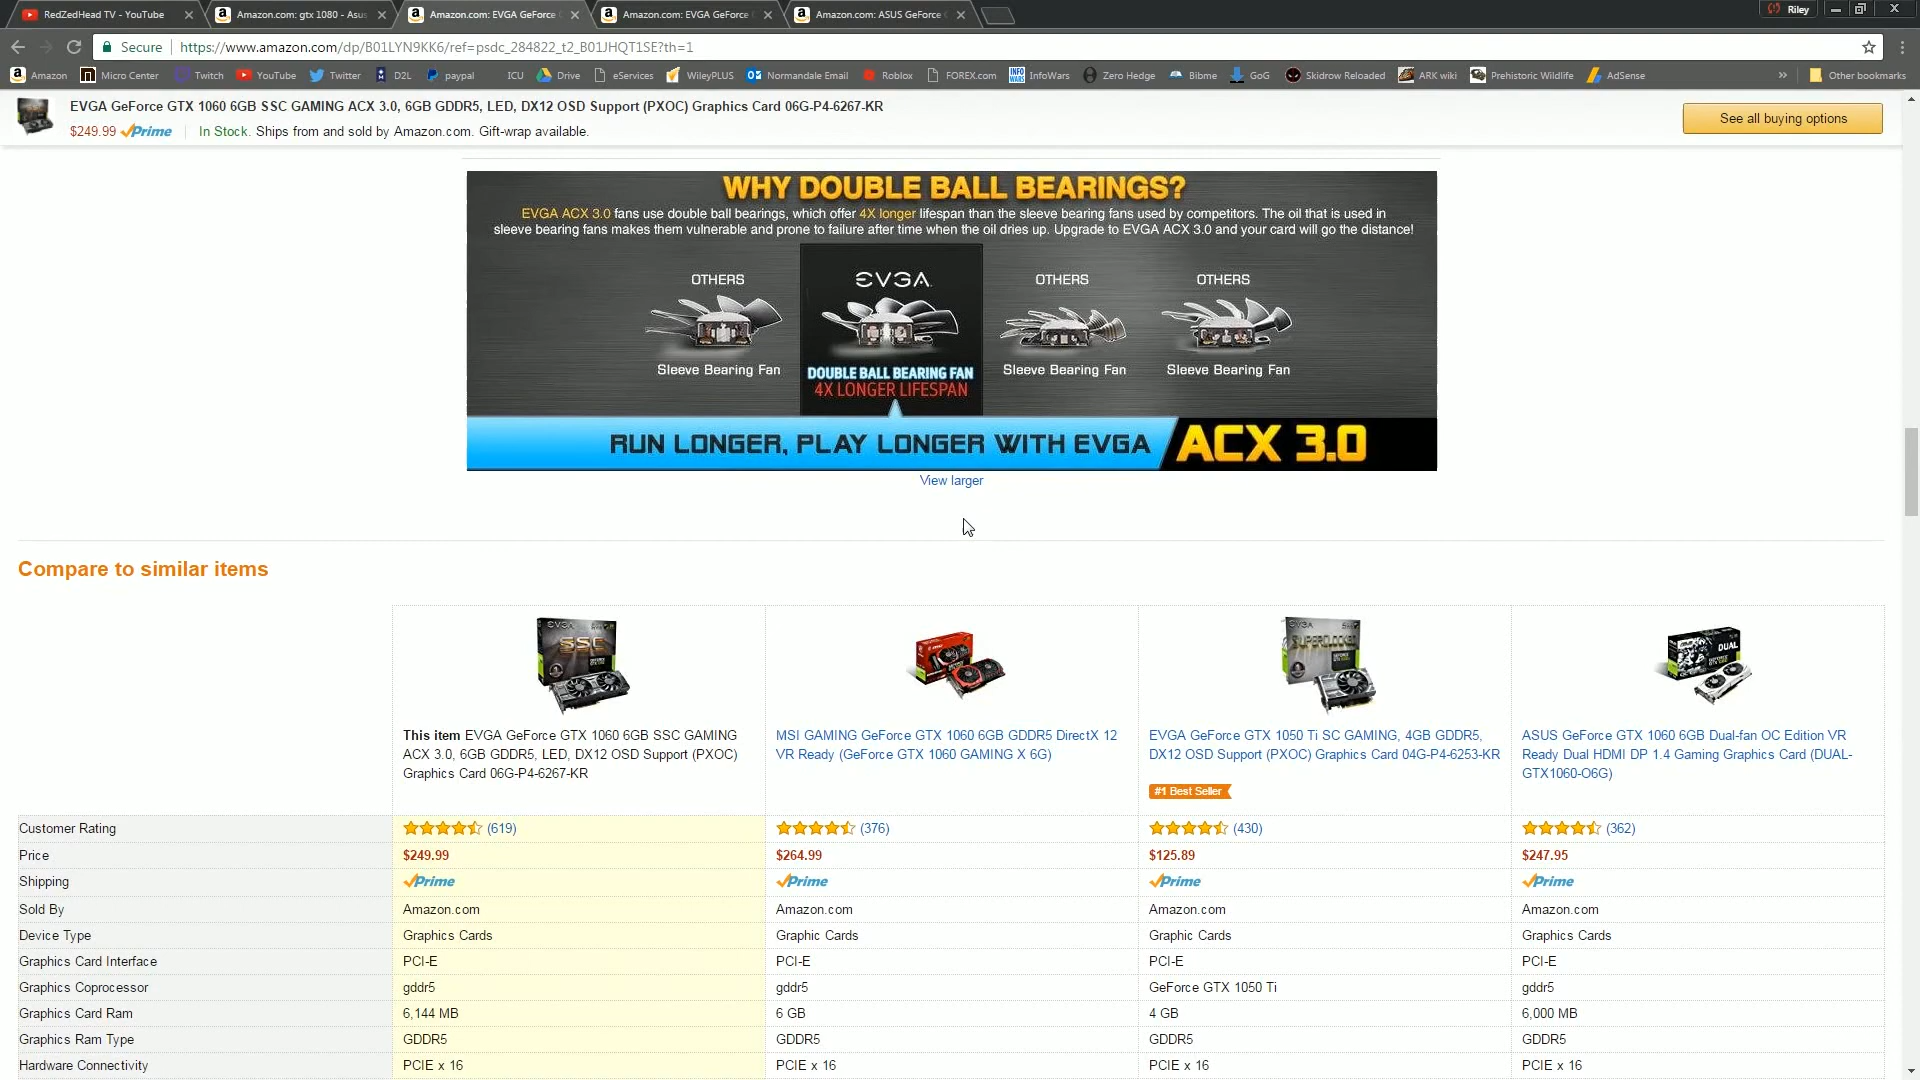 RedZedHead TV - YouTube
Amazon.com: gtx 1080 - Asus
Amazon.com: EVGA GeForce
Amazon.com: EVGA GeForce
Amazon.com: ASUS GeForce
Riley
Secure https://www.amazon.com/dp/B01LYN9KK6/ref=psdc_284822_t2_B01JHQT1SE?th=1
Amazon Micro Center Twitch YouTube Twitter D2L paypal ICU Drive eServices WileyPLUS Normandale Email Roblox FOREX.com InfoWars Zero Hedge Bibme GoG Skidrow Reloaded ARK wiki Prehistoric Wildlife AdSense » Other bookmarks
EVGA GeForce GTX 1060 6GB SSC GAMING ACX 3.0, 6GB GDDR5, LED, DX12 OSD Support (PXOC) Graphics Card 06G-P4-6267-KR
$249.99 Prime In Stock. Ships from and sold by Amazon.com. Gift-wrap available.
See all buying options
WHY DOUBLE BALL BEARINGS?
EVGA ACX 3.0 fans use double ball bearings, which offer 4X longer lifespan than the sleeve bearing fans used by competitors. The oil that is used in
sleeve bearing fans makes them vulnerable and prone to failure after time when the oil dries up. Upgrade to EVGA ACX 3.0 and your card will go the distance!
OTHERS EVGA OTHERS OTHERS
Sleeve Bearing Fan DOUBLE BALL BEARING FAN Sleeve Bearing Fan Sleeve Bearing Fan
4X LONGER LIFESPAN
RUN LONGER, PLAY LONGER WITH EVGA ACX 3.0
View larger
Compare to similar items
EVGA SSC
EVGA SUPERCLOCKED
DUAL
This item EVGA GeForce GTX 1060 6GB SSC GAMING
ACX 3.0, 6GB GDDR5, LED, DX12 OSD Support (PXOC)
Graphics Card 06G-P4-6267-KR
MSI GAMING GeForce GTX 1060 6GB GDDR5 DirectX 12
VR Ready (GeForce GTX 1060 GAMING X 6G)
EVGA GeForce GTX 1050 Ti SC GAMING, 4GB GDDR5,
DX12 OSD Support (PXOC) Graphics Card 04G-P4-6253-KR
#1 Best Seller
ASUS GeForce GTX 1060 6GB Dual-fan OC Edition VR
Ready Dual HDMI DP 1.4 Gaming Graphics Card (DUAL-
GTX1060-O6G)
Customer Rating (619) (376) (430) (362)
Price $249.99 $264.99 $125.89 $247.95
Shipping Prime Prime Prime Prime
Sold By Amazon.com Amazon.com Amazon.com Amazon.com
Device Type Graphics Cards Graphic Cards Graphic Cards Graphics Cards
Graphics Card Interface PCI-E PCI-E PCI-E PCI-E
Graphics Coprocessor gddr5 gddr5 GeForce GTX 1050 Ti gddr5
Graphics Card Ram 6,144 MB 6 GB 4 GB 6,000 MB
Graphics Ram Type GDDR5 GDDR5 GDDR5 GDDR5
Hardware Connectivity PCIE x 16 PCIE x 16 PCIE x 16 PCIE x 16